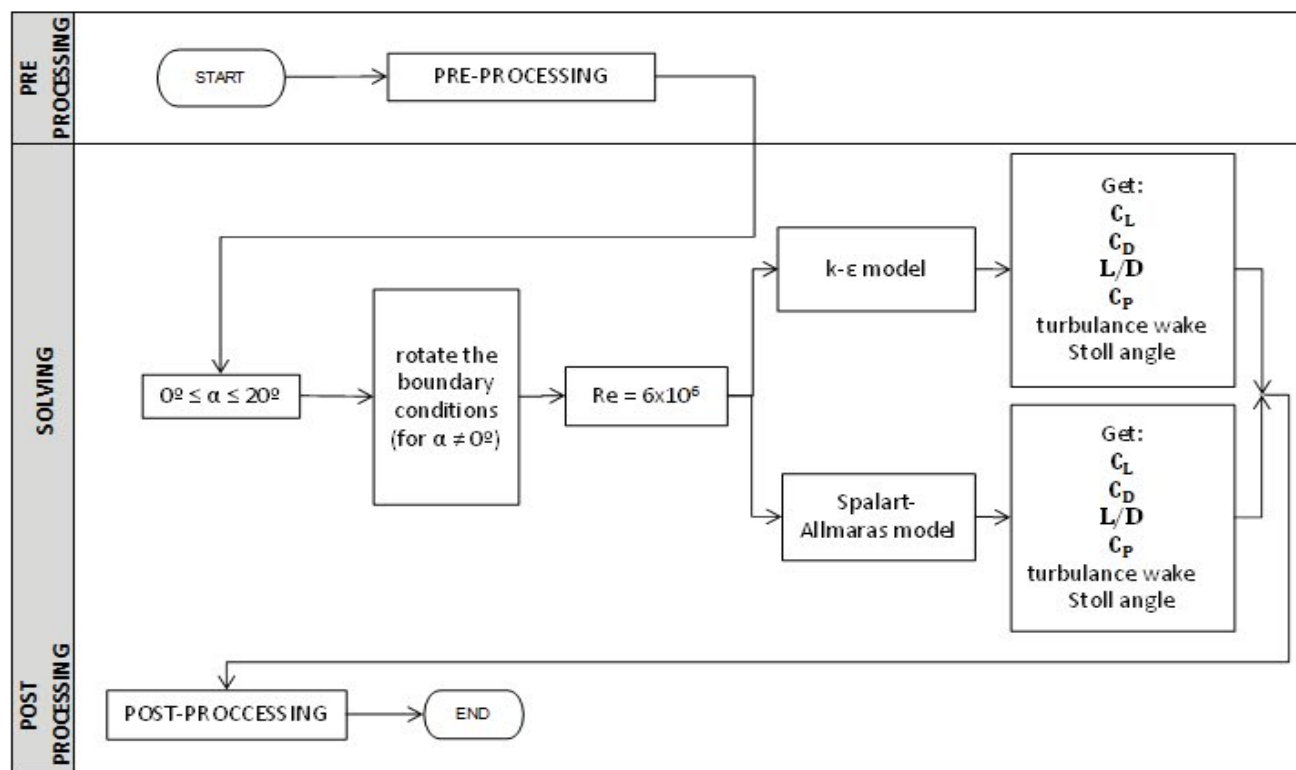 PRE
PROCESSING
START
PRE-PROCESSING
SOLVING
0º ≤ α ≤ 20º
rotate the
boundary
conditions
(for α ≠ 0º)
Re = 6x10⁶
k-ε model
Get:
C_L
C_D
L/D
C_P
turbulance wake
Stoll angle
Spalart-
Allmaras model
Get:
C_L
C_D
L/D
C_P
turbulance wake
Stoll angle
POST
PROCESSING
POST-PROCCESSING
END